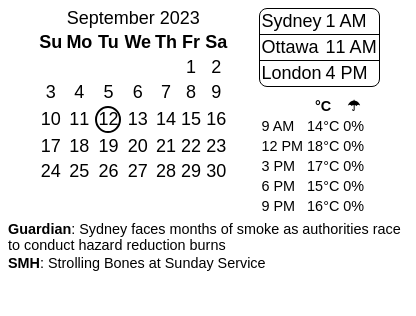 September 2023
Su Mo Tu We Th Fr Sa
1 2
3 4 5 6 7 8 9
10 11 12 13 14 15 16
17 18 19 20 21 22 23
24 25 26 27 28 29 30
Sydney 1 AM
Ottawa 11 AM
London 4 PM
°C ☂
9 AM 14°C 0%
12 PM 18°C 0%
3 PM 17°C 0%
6 PM 15°C 0%
9 PM 16°C 0%
Guardian: Sydney faces months of smoke as authorities race
to conduct hazard reduction burns
SMH: Strolling Bones at Sunday Service